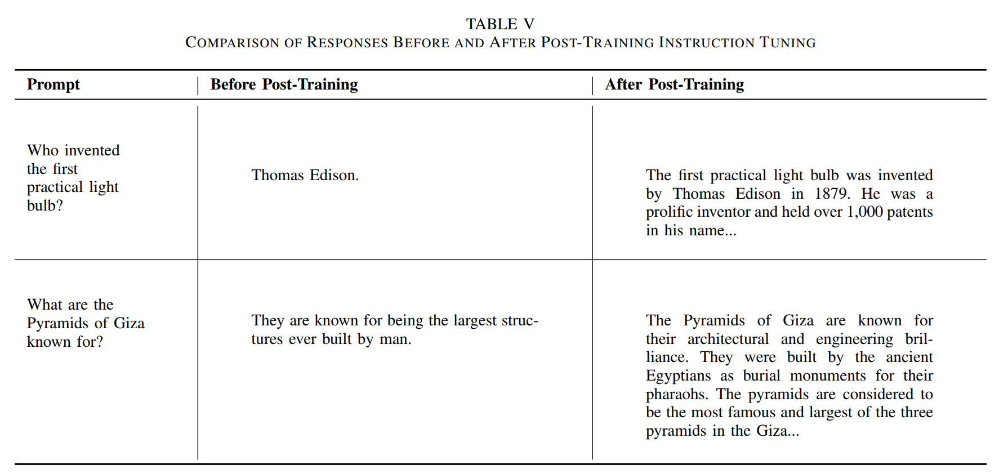 TABLE V
COMPARISON OF RESPONSES BEFORE AND AFTER POST-TRAINING INSTRUCTION TUNING
Prompt
Before Post-Training
After Post-Training
Who invented
the first
practical light
bulb?
Thomas Edison.
The first practical light bulb was invented
by Thomas Edison in 1879. He was a
prolific inventor and held over 1,000 patents
in his name...
What are the
Pyramids of Giza
known for?
They are known for being the largest struc-
tures ever built by man.
The Pyramids of Giza are known for
their architectural and engineering bril-
liance. They were built by the ancient
Egyptians as burial monuments for their
pharaohs. The pyramids are considered to
be the most famous and largest of the three
pyramids in the Giza...